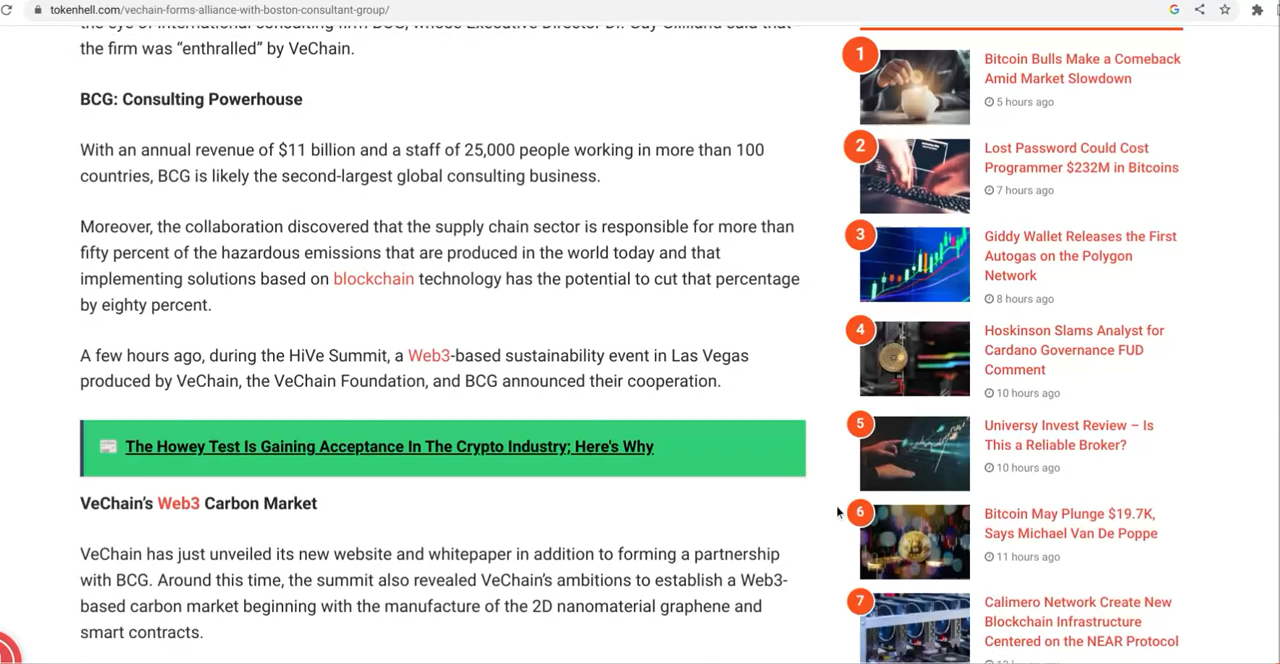 tokenhell.com/vechain-forms-alliance-with-boston-consultant-group/
the firm was “enthralled” by VeChain.
BCG: Consulting Powerhouse
With an annual revenue of $11 billion and a staff of 25,000 people working in more than 100
countries, BCG is likely the second-largest global consulting business.
Moreover, the collaboration discovered that the supply chain sector is responsible for more than
fifty percent of the hazardous emissions that are produced in the world today and that
implementing solutions based on blockchain technology has the potential to cut that percentage
by eighty percent.
A few hours ago, during the HiVe Summit, a Web3-based sustainability event in Las Vegas
produced by VeChain, the VeChain Foundation, and BCG announced their cooperation.
The Howey Test Is Gaining Acceptance In The Crypto Industry; Here's Why
VeChain’s Web3 Carbon Market
VeChain has just unveiled its new website and whitepaper in addition to forming a partnership
with BCG. Around this time, the summit also revealed VeChain’s ambitions to establish a Web3-
based carbon market beginning with the manufacture of the 2D nanomaterial graphene and
smart contracts.
1
Bitcoin Bulls Make a Comeback
Amid Market Slowdown
5 hours ago
2
Lost Password Could Cost
Programmer $232M in Bitcoins
7 hours ago
3
Giddy Wallet Releases the First
Autogas on the Polygon
Network
8 hours ago
4
Hoskinson Slams Analyst for
Cardano Governance FUD
Comment
10 hours ago
5
Universy Invest Review – Is
This a Reliable Broker?
10 hours ago
6
Bitcoin May Plunge $19.7K,
Says Michael Van De Poppe
11 hours ago
7
Calimero Network Create New
Blockchain Infrastructure
Centered on the NEAR Protocol